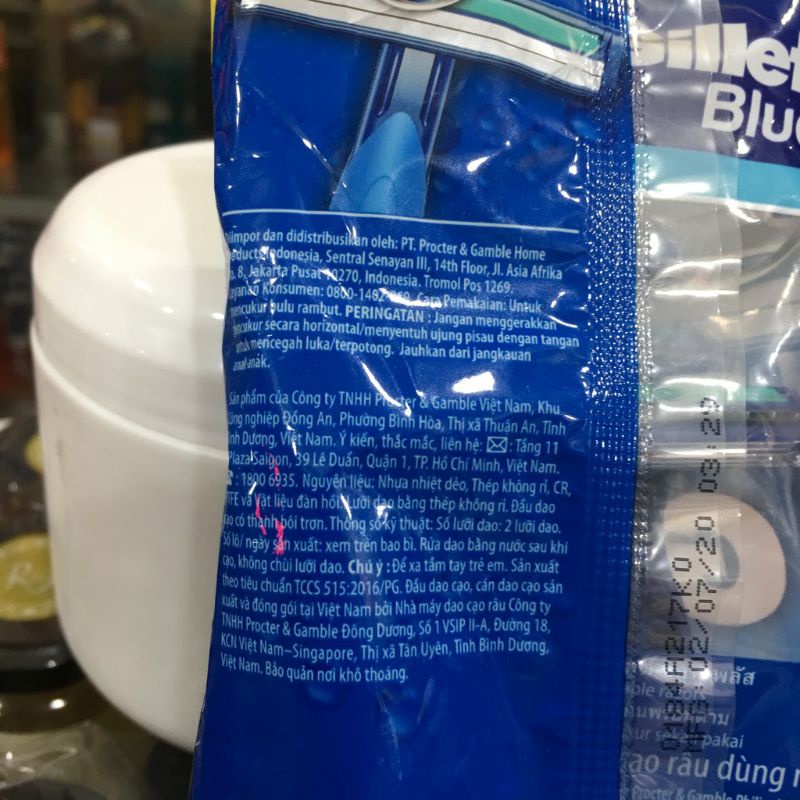 Gillet
Blue
Diimpor dan didistribusikan oleh: PT. Procter & Gamble Home
Products Indonesia, Sentral Senayan III, 14th Floor, Jl. Asia Afrika
No. 8, Jakarta Pusat 10270, Indonesia. Tromol Pos 1269.
Konsumen: Cara Pemakaian: Untuk
mencukur bulu rambut. PERINGATAN : Jangan menggerakkan
pencukur secara horizontal/menyentuh ujung pisau dengan tangan
untuk mencegah luka/terpotong. Jauhkan dari jangkauan
anak-anak.
Sản phẩm của Công ty TNHH Procter & Gamble Việt Nam, Khu
Công nghiệp Đồng An, Phường Bình Hòa, Thị xã Thuận An, Tỉnh
Bình Dương, Việt Nam. Ý kiến, thắc mắc, liên hệ: : Tầng 11
Plaza Saigon, 39 Lê Duẩn, Quận 1, TP. Hồ Chí Minh, Việt Nam.
: 1800 6935. Nguyên liệu: Nhựa nhiệt dẻo, Thép không rỉ, CR,
PTFE và Vật liệu đàn hồi. Lưỡi dao bằng thép không rỉ. Đầu dao
cạo có thanh bôi trơn. Thông số kỹ thuật: Số lưỡi dao: 2 lưỡi dao.
Số lô/ ngày sản xuất: xem trên bao bì. Rửa dao bằng nước sau khi
cạo, không chùi lưỡi dao. Chú ý :Để xa tầm tay trẻ em. Sản xuất
theo tiêu chuẩn TCCS 515:2016/PG. Đầu dao cạo, cán dao cạo sản
xuất và đóng gói tại Việt Nam bởi Nhà máy dao cạo râu Công ty
TNHH Procter & Gamble Đông Dương, Số 1 VSIP II-A, Đường 18,
KCN Việt Nam–Singapore, Thị xã Tân Uyên, Tỉnh Bình Dương,
Việt Nam. Bảo quản nơi khô thoáng.
0184A217K0
MFG:02/07/20 03:29
พลัส
pakai
ao râu dùng
Procter & Gamble